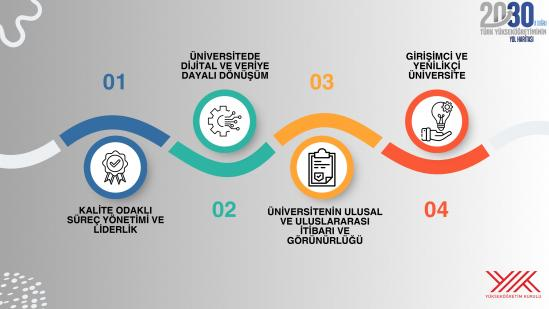 2030'a DOĞRU
TÜRK YÜKSEKÖĞRETİMİNİN
YOL HARİTASI
01
KALİTE ODAKLI
SÜREÇ YÖNETİMİ VE
LİDERLİK
ÜNİVERSİTEDE
DİJİTAL VE VERİYE
DAYALI DÖNÜŞÜM
02
03
ÜNİVERSİTENİN ULUSAL
VE ULUSLARARASI
İTİBARI VE
GÖRÜNÜRLÜĞÜ
GİRİŞİMCİ VE
YENİLİKÇİ
ÜNİVERSİTE
04
YÜKSEKÖĞRETİM KURULU